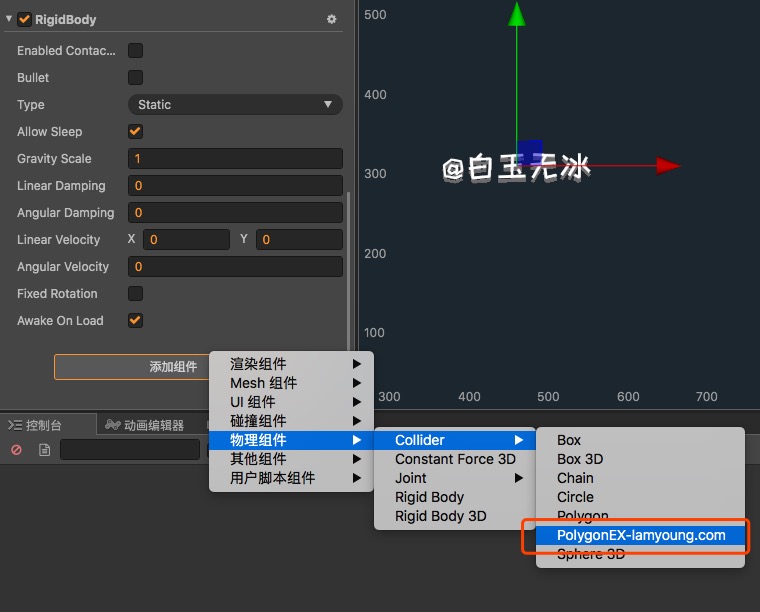 RigidBody
Enabled Contac...
Bullet
Type Static
Allow Sleep
Gravity Scale 1
Linear Damping 0
Angular Damping 0
Linear Velocity X 0 Y 0
Angular Velocity 0
Fixed Rotation
Awake On Load
添加组件
500
400
300
200
100
300 400 500 600 700
@白玉无冰
控制台 动画编辑器
渲染组件
Mesh 组件
UI 组件
碰撞组件
物理组件
其他组件
用户脚本组件
Collider
Constant Force 3D
Joint
Rigid Body
Rigid Body 3D
Box
Box 3D
Chain
Circle
Polygon
PolygonEX-lamyoung.com
Sphere 3D